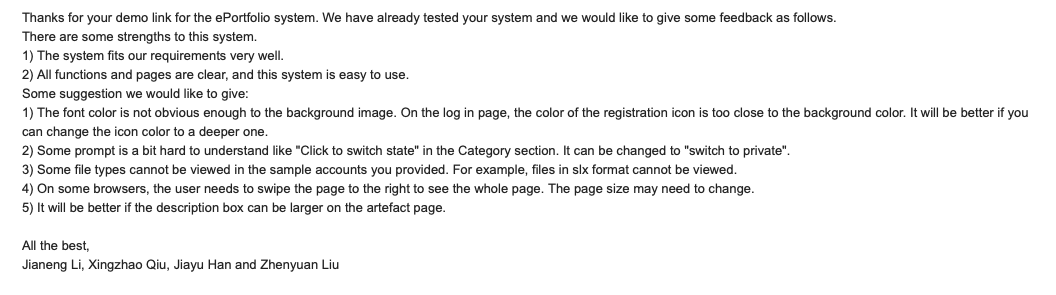 Thanks for your demo link for the ePortfolio system. We have already tested your system and we would like to give some feedback as follows.
There are some strengths to this system.
1) The system fits our requirements very well.
2) All functions and pages are clear, and this system is easy to use.
Some suggestion we would like to give:
1) The font color is not obvious enough to the background image. On the log in page, the color of the registration icon is too close to the background color. It will be better if you
can change the icon color to a deeper one.
2) Some prompt is a bit hard to understand like "Click to switch state" in the Category section. It can be changed to "switch to private".
3) Some file types cannot be viewed in the sample accounts you provided. For example, files in slx format cannot be viewed.
4) On some browsers, the user needs to swipe the page to the right to see the whole page. The page size may need to change.
5) It will be better if the description box can be larger on the artefact page.
All the best,
Jianeng Li, Xingzhao Qiu, Jiayu Han and Zhenyuan Liu